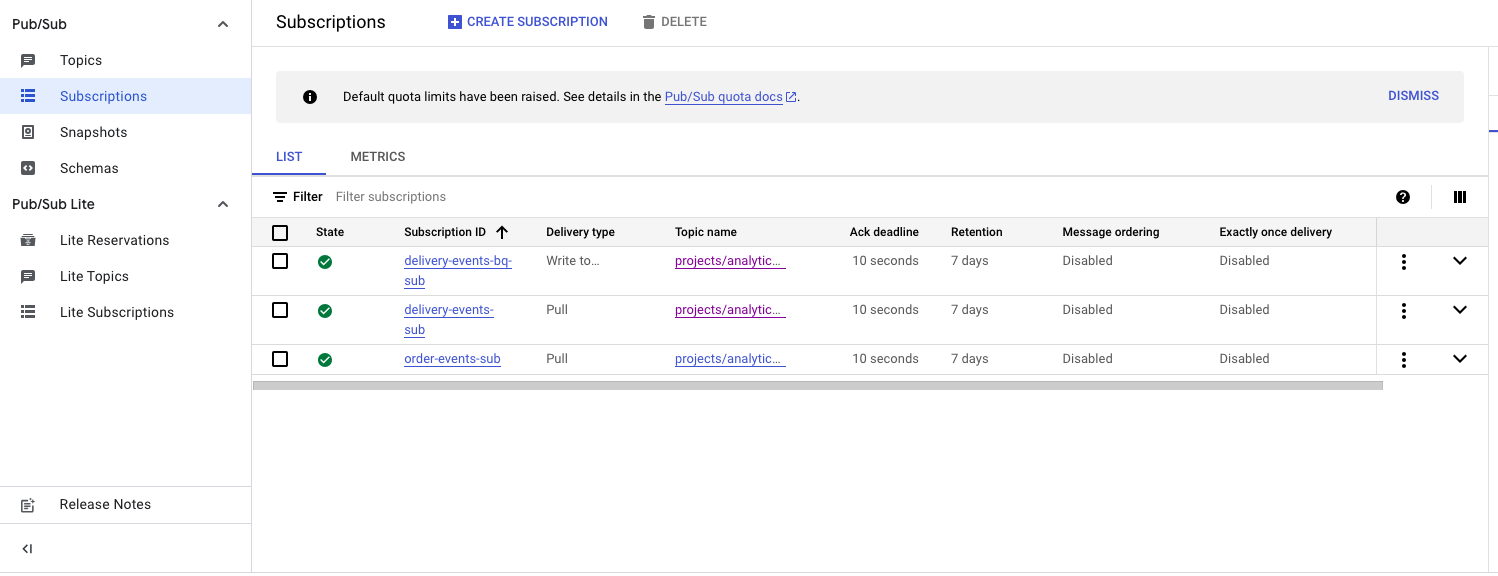 Pub/Sub
Topics
Subscriptions
Snapshots
Schemas
Pub/Sub Lite
Lite Reservations
Lite Topics
Lite Subscriptions
Release Notes
Subscriptions CREATE SUBSCRIPTION DELETE
Default quota limits have been raised. See details in the Pub/Sub quota docs. DISMISS
LIST METRICS
Filter Filter subscriptions
State Subscription ID Delivery type Topic name Ack deadline Retention Message ordering Exactly once delivery
delivery-events-bq- Write to… projects/analytic… 10 seconds 7 days Disabled Disabled
sub
delivery-events- Pull projects/analytic… 10 seconds 7 days Disabled Disabled
sub
order-events-sub Pull projects/analytic… 10 seconds 7 days Disabled Disabled